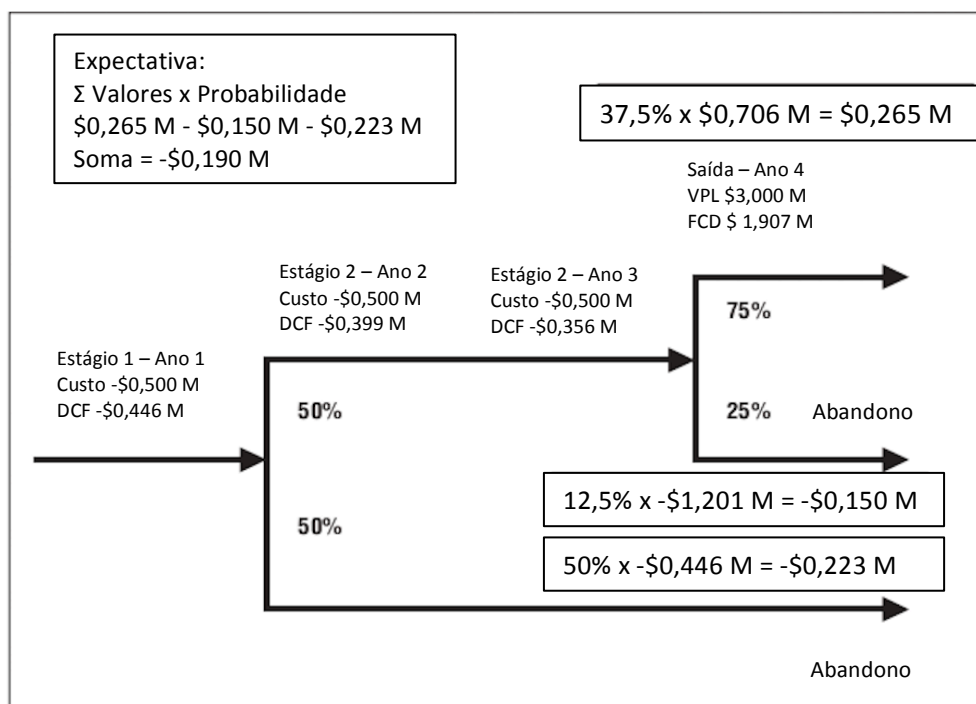 Expectativa:
Σ Valores x Probabilidade
$0,265 M - $0,150 M - $0,223 M
Soma = -$0,190 M
37,5% x $0,706 M = $0,265 M
Saída – Ano 4
VPL $3,000 M
FCD $ 1,907 M
Estágio 2 – Ano 2
Custo -$0,500 M
DCF -$0,399 M
Estágio 2 – Ano 3
Custo -$0,500 M
DCF -$0,356 M
75%
Estágio 1 – Ano 1
Custo -$0,500 M
DCF -$0,446 M
50%
25%
Abandono
12,5% x -$1,201 M = -$0,150 M
50%
50% x -$0,446 M = -$0,223 M
Abandono